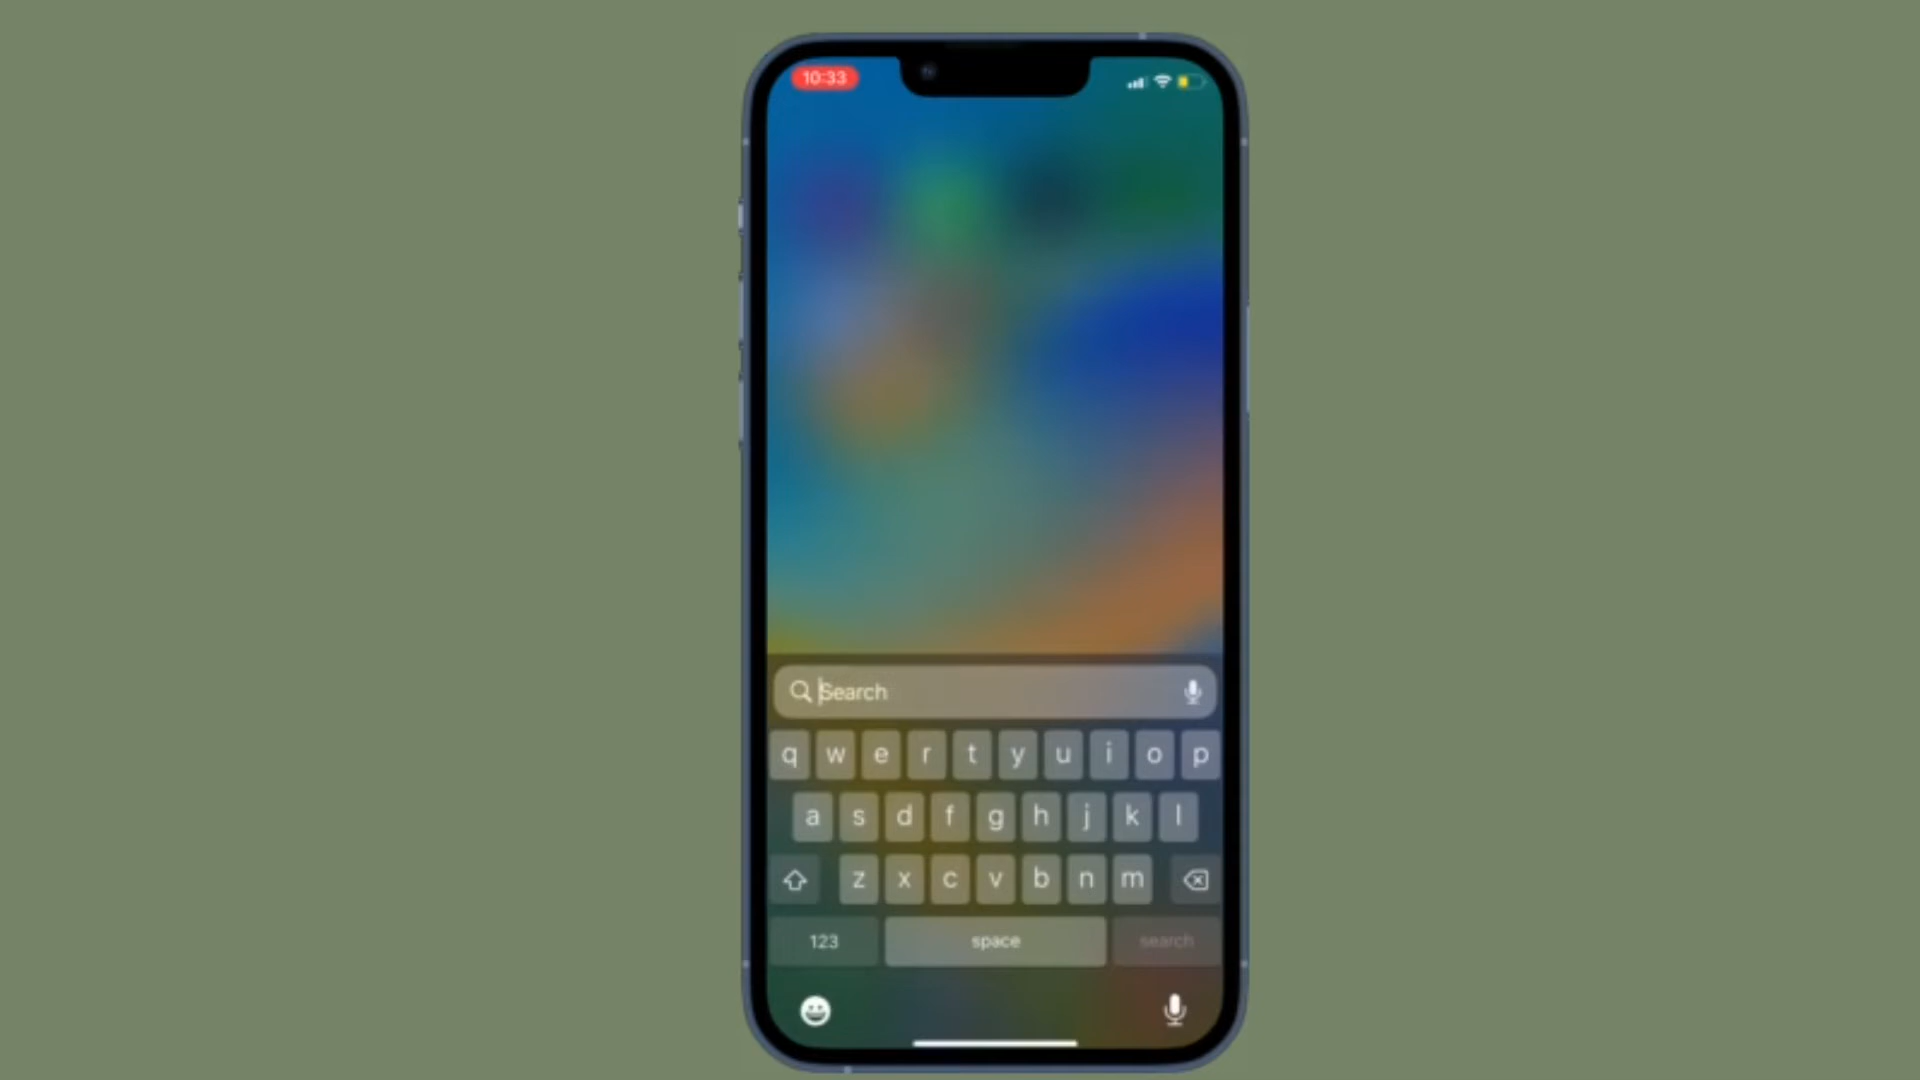 10:33
Search
q w e r t y u i o p
a s d f g h j k l
z x c v b n m
123 space search